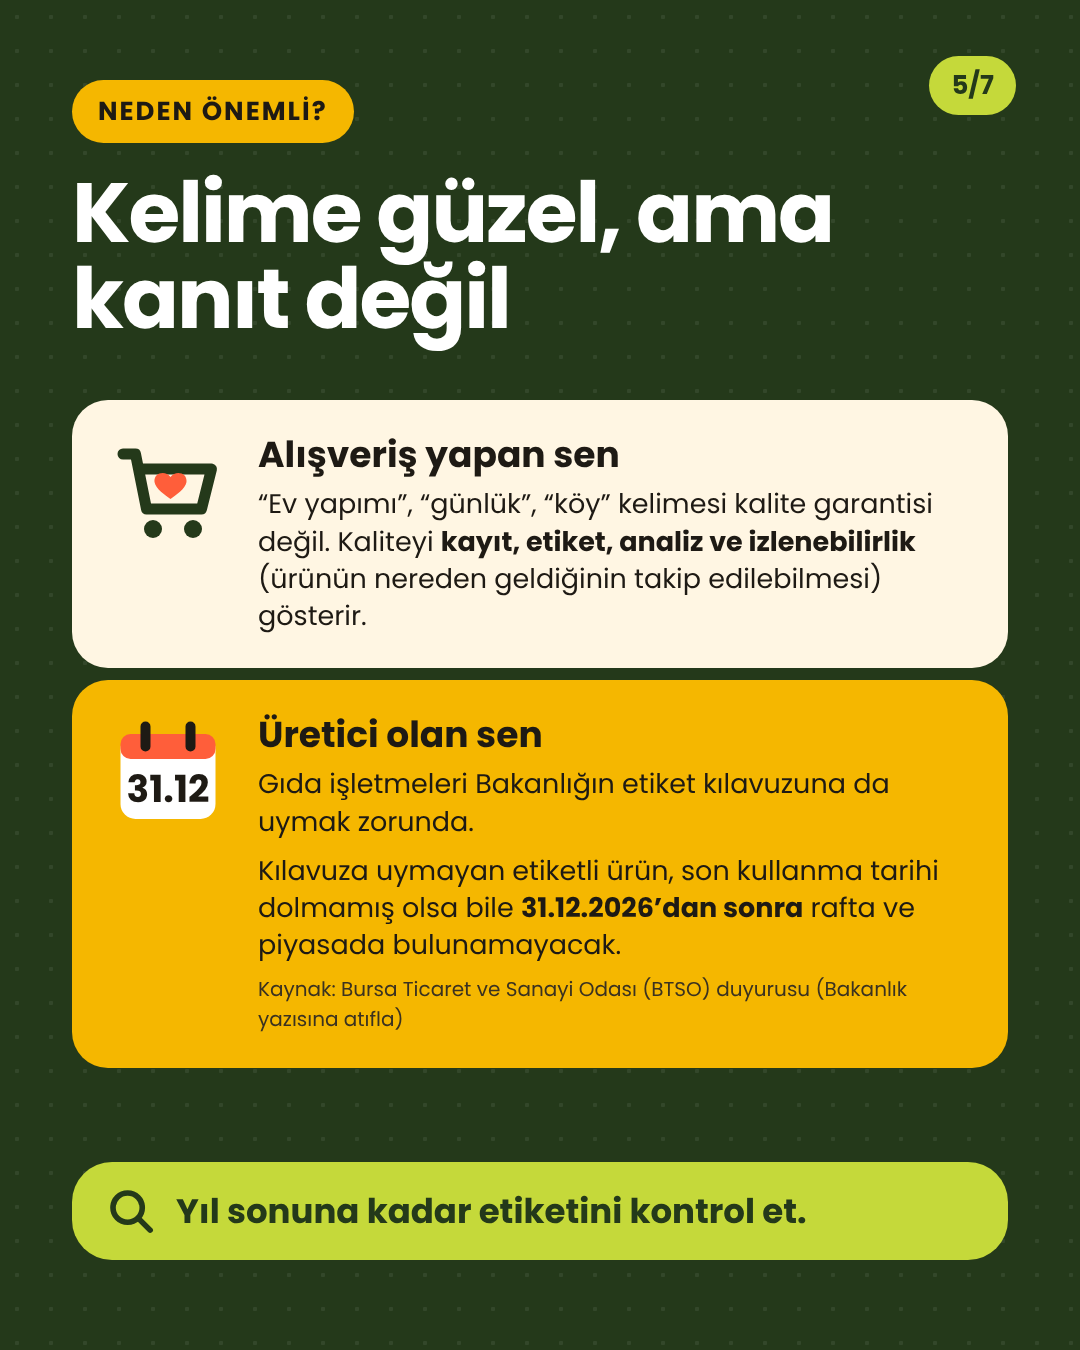 NEDEN ÖNEMLİ?
5/7
Kelime güzel, ama
kanıt değil
Alışveriş yapan sen
“Ev yapımı”, “günlük”, “köy” kelimesi kalite garantisi
değil. Kaliteyi kayıt, etiket, analiz ve izlenebilirlik
(ürünün nereden geldiğinin takip edilebilmesi)
gösterir.
31.12
Üretici olan sen
Gıda işletmeleri Bakanlığın etiket kılavuzuna da
uymak zorunda.
Kılavuza uymayan etiketli ürün, son kullanma tarihi
dolmamış olsa bile 31.12.2026’dan sonra rafta ve
piyasada bulunamayacak.
Kaynak: Bursa Ticaret ve Sanayi Odası (BTSO) duyurusu (Bakanlık
yazısına atıfla)
Yıl sonuna kadar etiketini kontrol et.